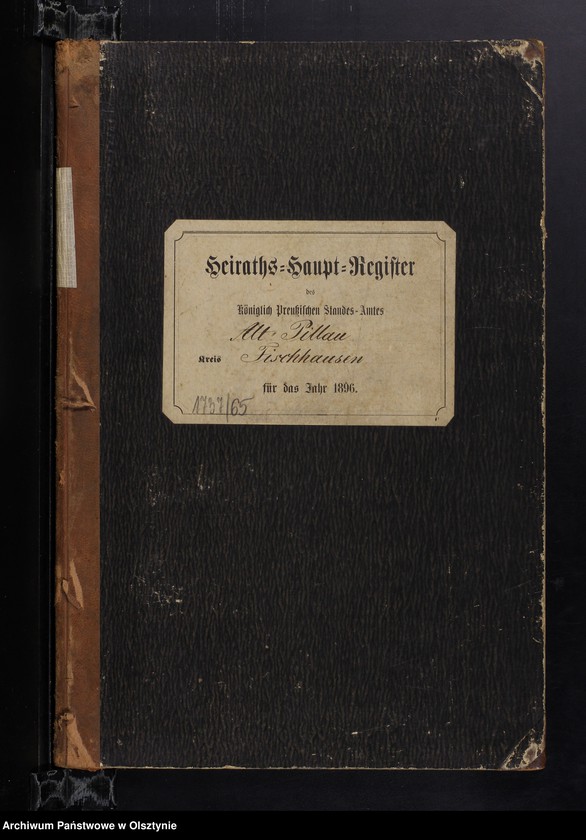 Heiraths-Haupt-Register
des
Königlich Preußischen Standes-Amtes
Alt-Pillau
Kreis Fischhausen
für das Jahr 1896.
1737/65
Archiwum Państwowe w Olsztynie